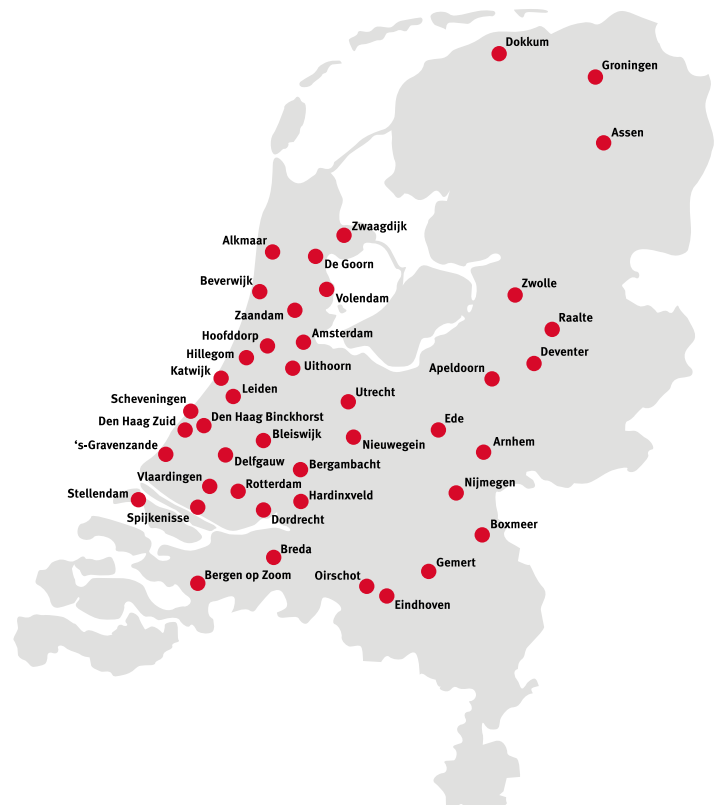 Dokkum
Groningen
Assen
Zwaagdijk
Alkmaar
De Goorn
Beverwijk
Zwolle
Volendam
Zaandam
Raalte
Hoofddorp
Amsterdam
Hillegom
Deventer
Uithoorn
Apeldoorn
Katwijk
Leiden
Utrecht
Scheveningen
Den Haag Binckhorst
Ede
Den Haag Zuid
Bleiswijk
Nieuwegein
Arnhem
‘s-Gravenzande
Delfgauw
Bergambacht
Vlaardingen
Rotterdam
Nijmegen
Stellendam
Hardinxveld
Spijkenisse
Dordrecht
Boxmeer
Breda
Gemert
Bergen op Zoom
Oirschot
Eindhoven